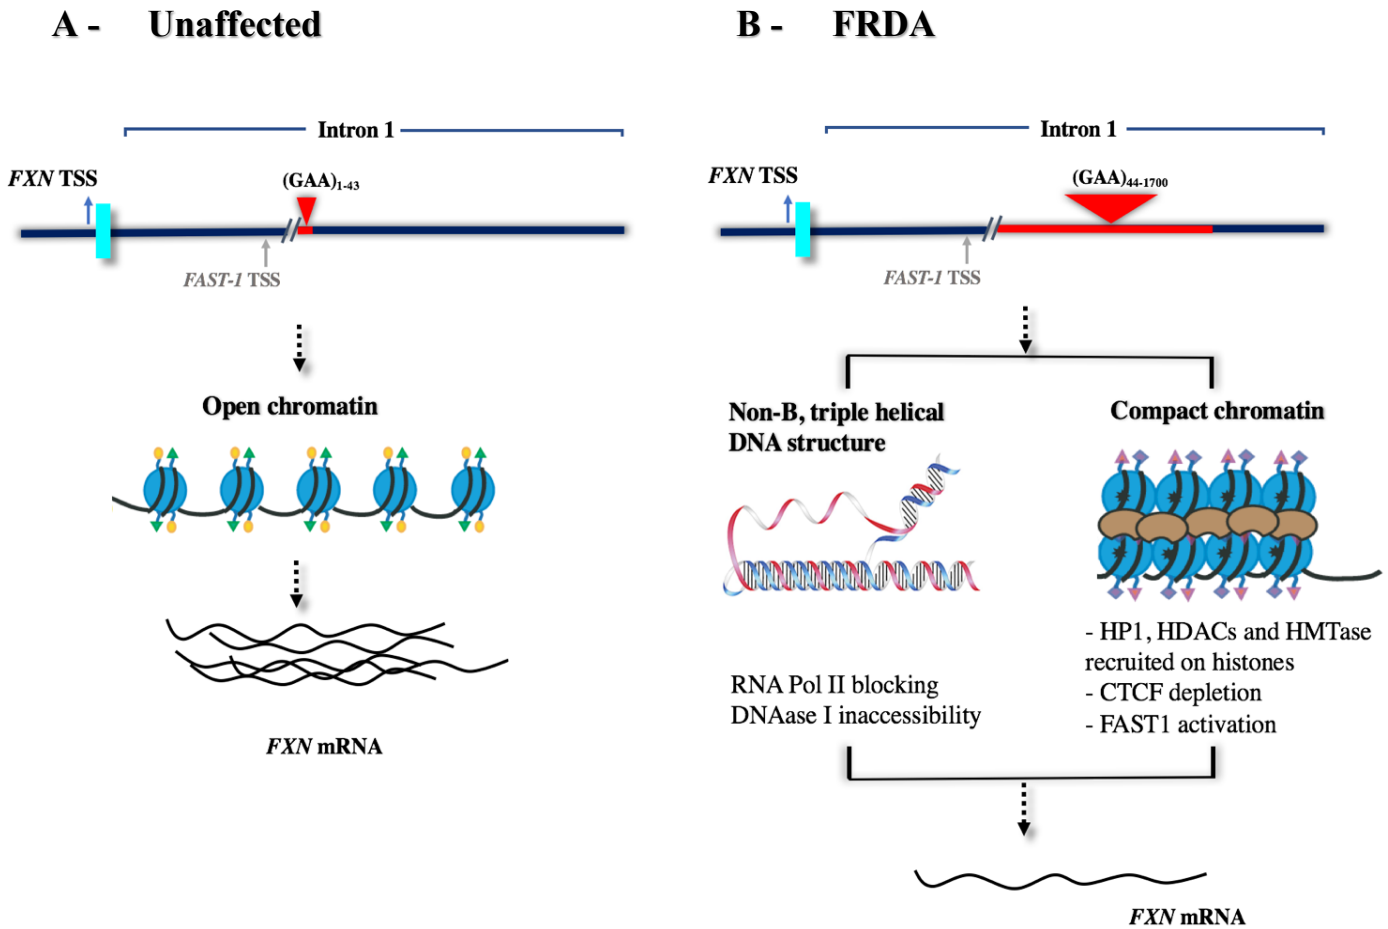 A - Unaffected
Intron 1
FXN TSS
(GAA)1-43
FAST-1 TSS
Open chromatin
FXN mRNA
B - FRDA
Intron 1
FXN TSS
(GAA)44-1700
FAST-1 TSS
Non-B, triple helical
DNA structure
RNA Pol II blocking
DNAase I inaccessibility
Compact chromatin
- HP1, HDACs and HMTase
recruited on histones
- CTCF depletion
- FAST1 activation
FXN mRNA